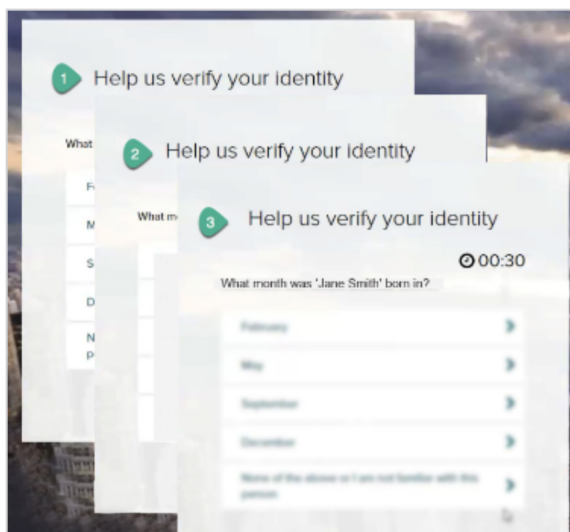 1 Help us verify your identity
What
F
M
S
D
N
p
2 Help us verify your identity
What m
3 Help us verify your identity
00:30
What month was 'Jane Smith' born in?
February
May
September
December
None of the above or I am not familiar with this
person